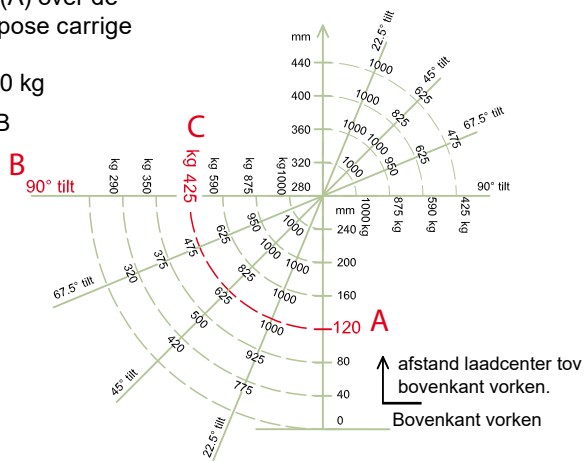 (A) over de
pose carrige
0 kg
B
C
B
90° tilt
mm
440
400
360
320
280
mm
240
200
160
120 A
80
40
0
22.5° tilt
45° tilt
67.5° tilt
90° tilt
1000
1000
1000
1000
625
825
1000
475
625
950
1000 kg
875 kg
590 kg
425 kg
kg 290
kg 350
kg 425
kg 590
kg 875
kg1000
67.5° tilt
320
375
475
625
950
1000
45° tilt
420
500
625
825
1000
1000
22.5° tilt
775
925
1000
1000
afstand laadcenter tov
bovenkant vorken.
Bovenkant vorken